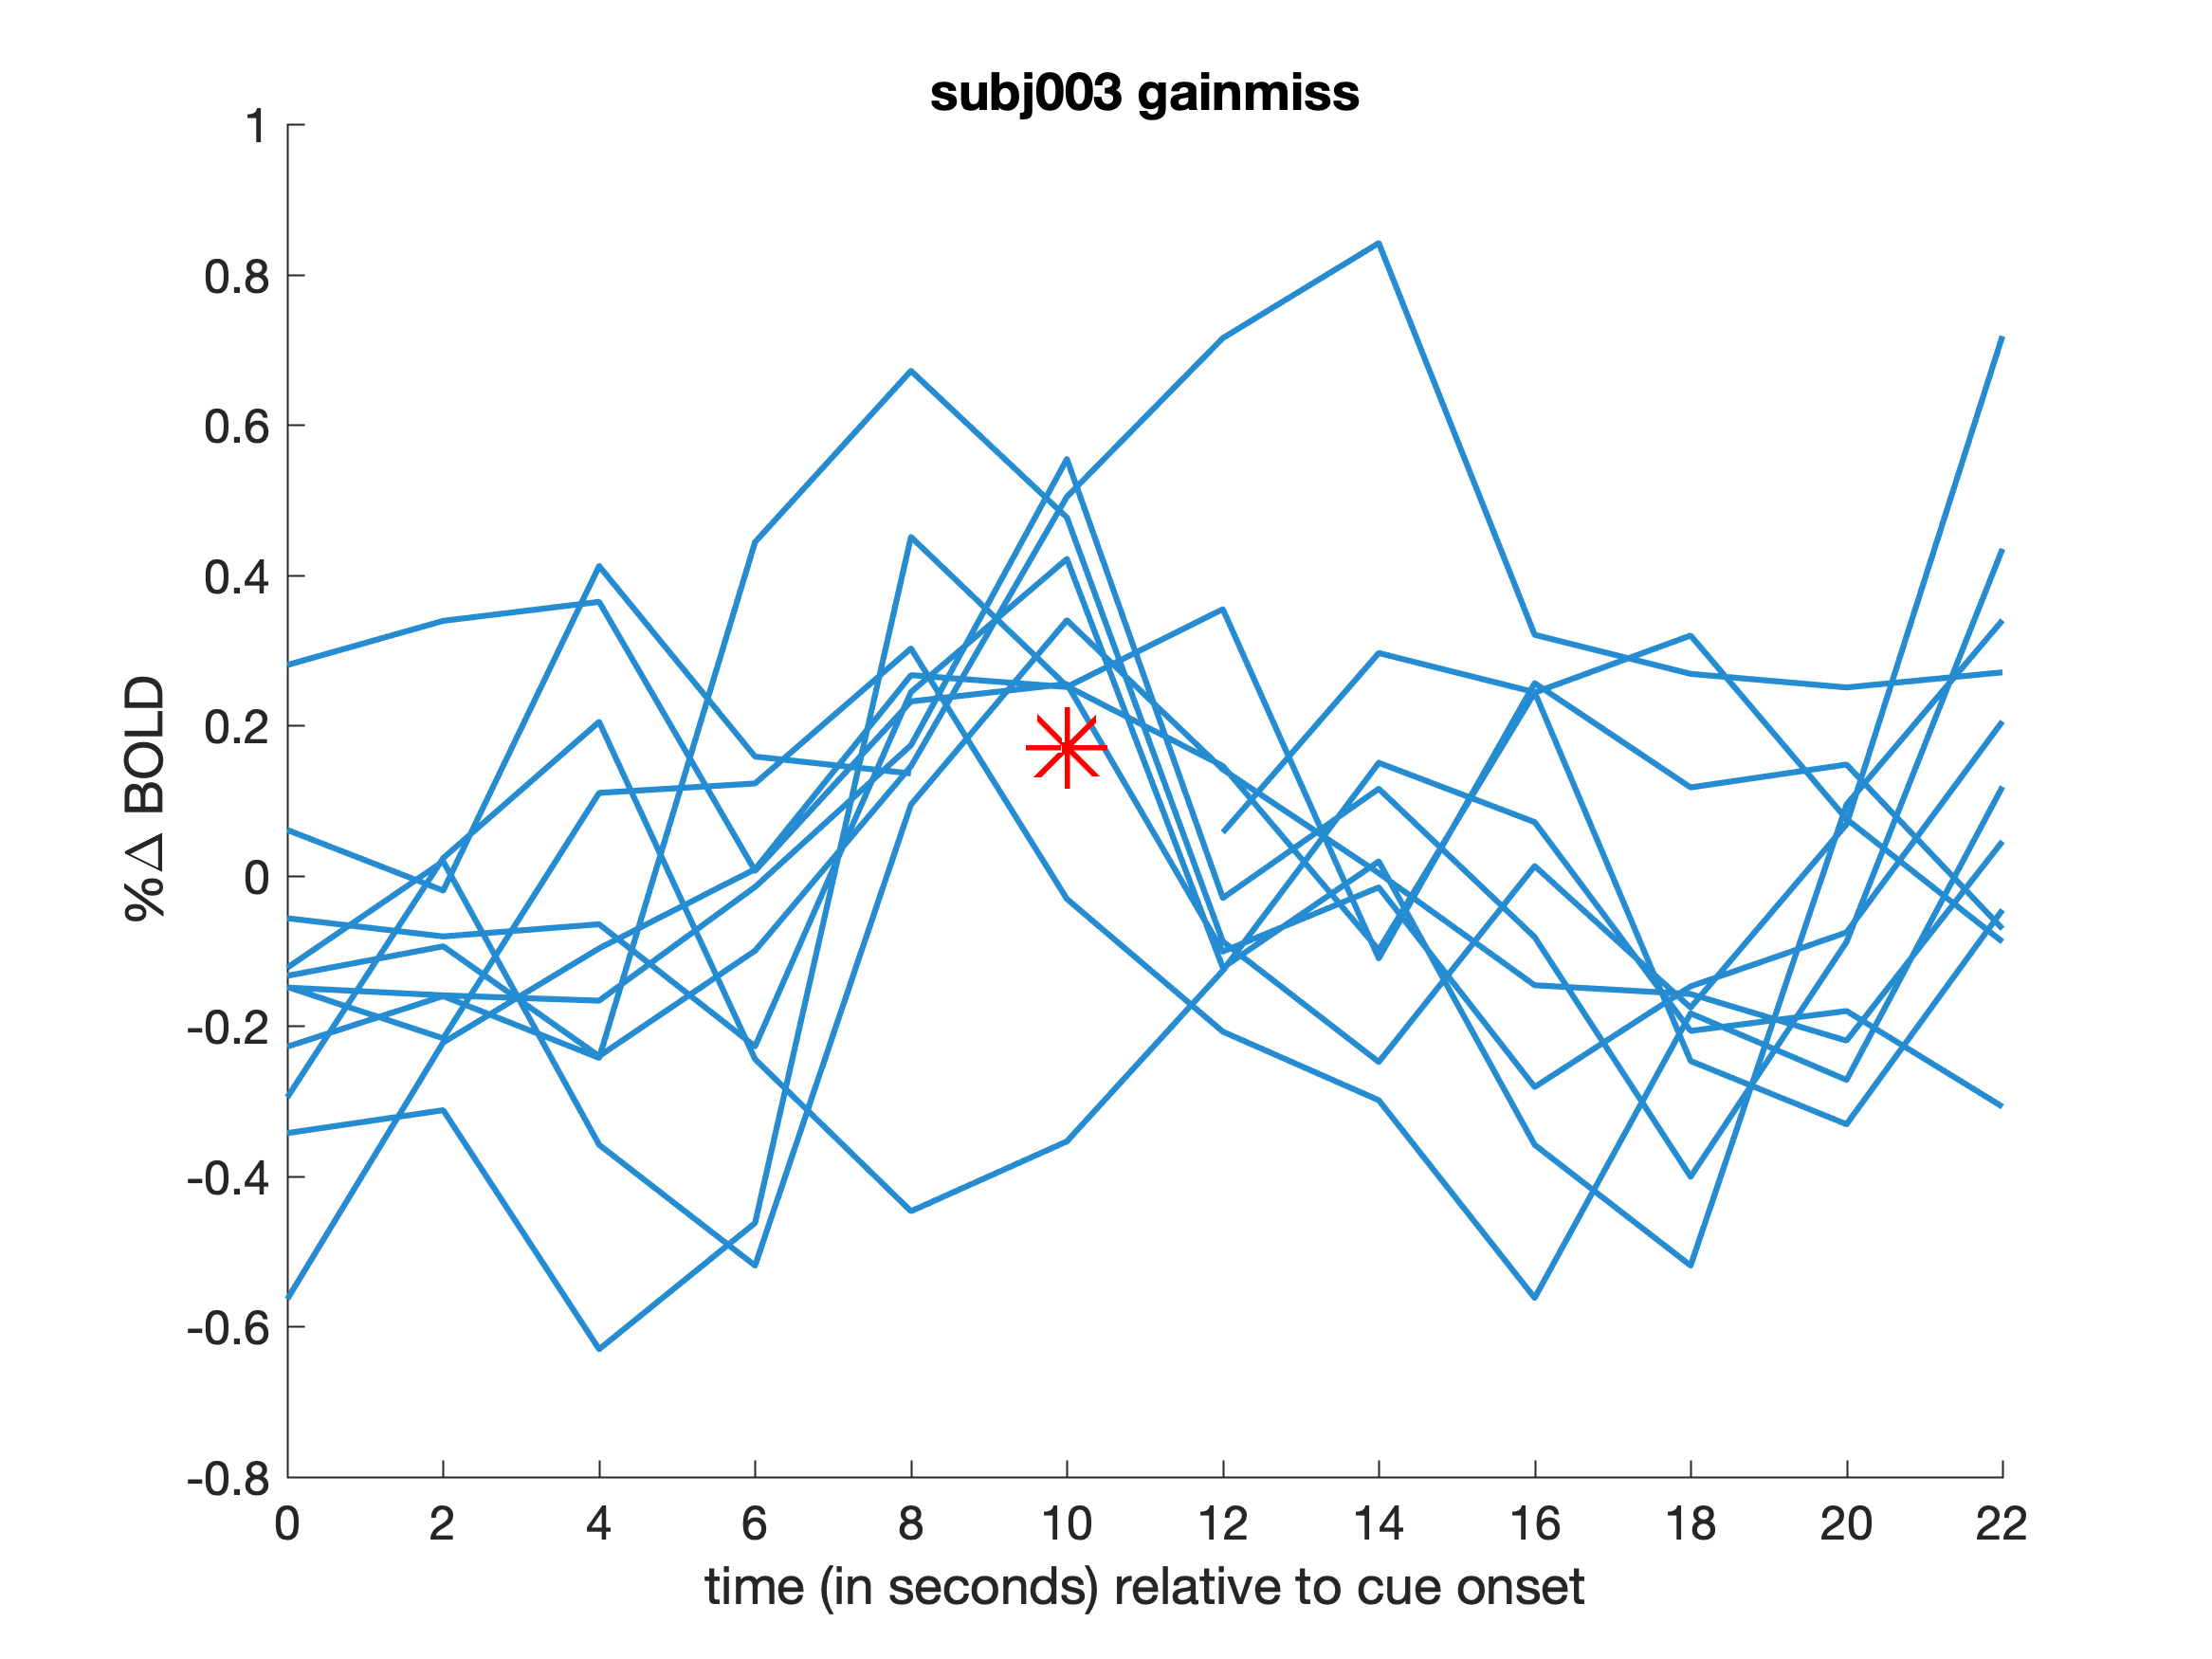 subj003 gainmiss
1
0.8
0.6
0.4
0.2
0
-0.2
-0.4
-0.6
-0.8
%Δ BOLD
0 2 4 6 8 10 12 14 16 18 20 22
time (in seconds) relative to cue onset